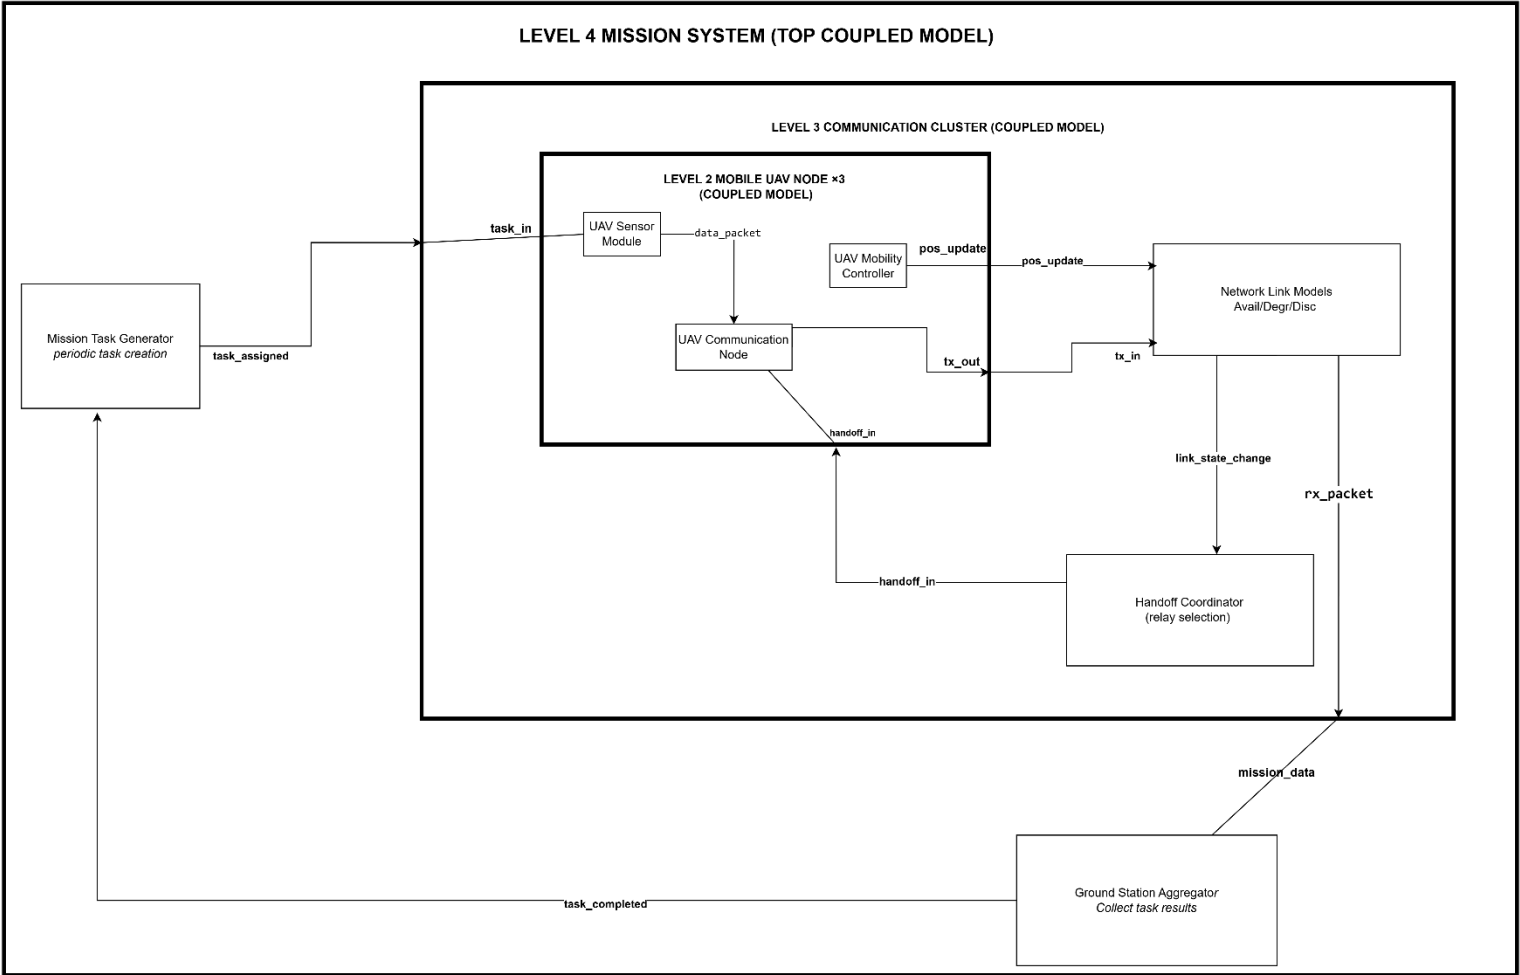 LEVEL 4 MISSION SYSTEM (TOP COUPLED MODEL)
LEVEL 3 COMMUNICATION CLUSTER (COUPLED MODEL)
LEVEL 2 MOBILE UAV NODE ×3
(COUPLED MODEL)
task_in
UAV Sensor
Module
data_packet
UAV Mobility
Controller
pos_update
pos_update
Network Link Models
Avail/Degr/Disc
Mission Task Generator
periodic task creation
task_assigned
UAV Communication
Node
tx_out
tx_in
handoff_in
link_state_change
rx_packet
handoff_in
Handoff Coordinator
(relay selection)
mission_data
Ground Station Aggregator
Collect task results
task_completed